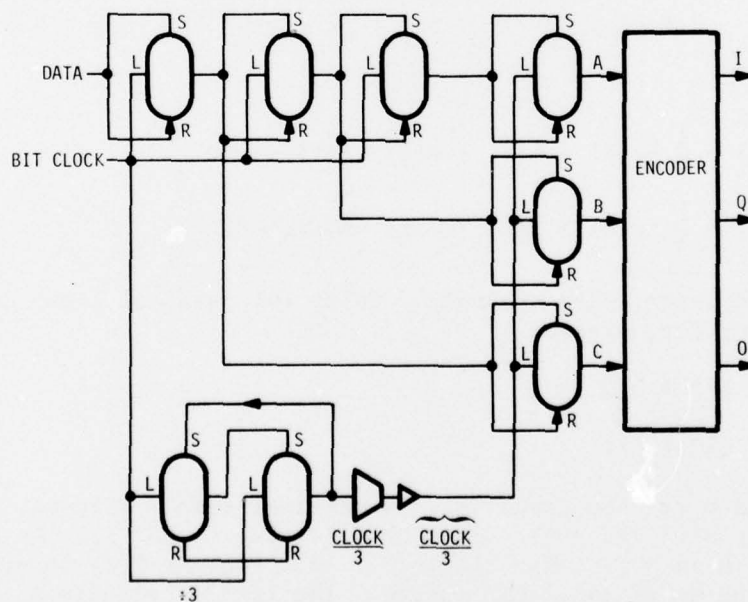 S S S S
DATA L L L L A I
R R R R
BIT CLOCK
ENCODER
S
L B Q
R
S
L C O
R
S S
L L
R R
CLOCK CLOCK
3 3
:3